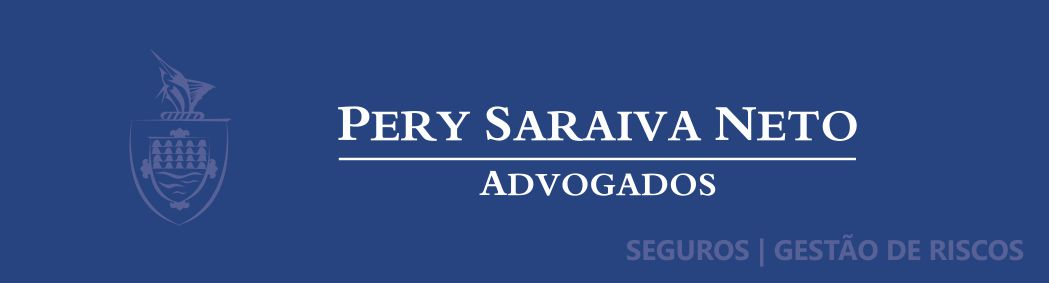 PERY SARAIVA NETO
ADVOGADOS
SEGUROS | GESTÃO DE RISCOS